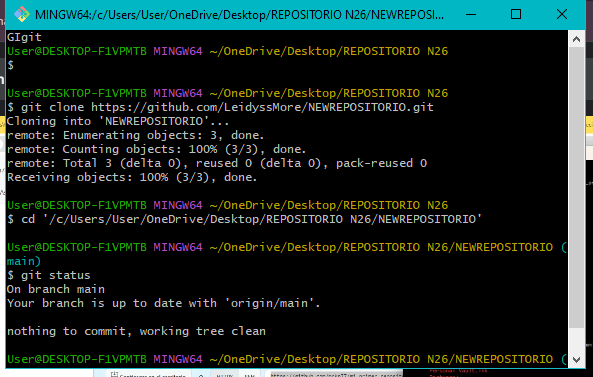 MINGW64:/c/Users/User/OneDrive/Desktop/REPOSITORIO N26/NEWREPOSI...
GIgit
User@DESKTOP-F1VPMTB MINGW64 ~/OneDrive/Desktop/REPOSITORIO N26
$
User@DESKTOP-F1VPMTB MINGW64 ~/OneDrive/Desktop/REPOSITORIO N26
$ git clone https://github.com/LeidyssMore/NEWREPOSITORIO.git
Cloning into 'NEWREPOSITORIO'...
remote: Enumerating objects: 3, done.
remote: Counting objects: 100% (3/3), done.
remote: Total 3 (delta 0), reused 0 (delta 0), pack-reused 0
Receiving objects: 100% (3/3), done.
User@DESKTOP-F1VPMTB MINGW64 ~/OneDrive/Desktop/REPOSITORIO N26
$ cd '/c/Users/User/OneDrive/Desktop/REPOSITORIO N26/NEWREPOSITORIO'
User@DESKTOP-F1VPMTB MINGW64 ~/OneDrive/Desktop/REPOSITORIO N26/NEWREPOSITORIO (
main)
$ git status
On branch main
Your branch is up to date with 'origin/main'.
nothing to commit, working tree clean
User@DESKTOP-F1VPMTB MINGW64 ~/OneDrive/Desktop/REPOSITORIO N26/NEWREPOSITORIO (